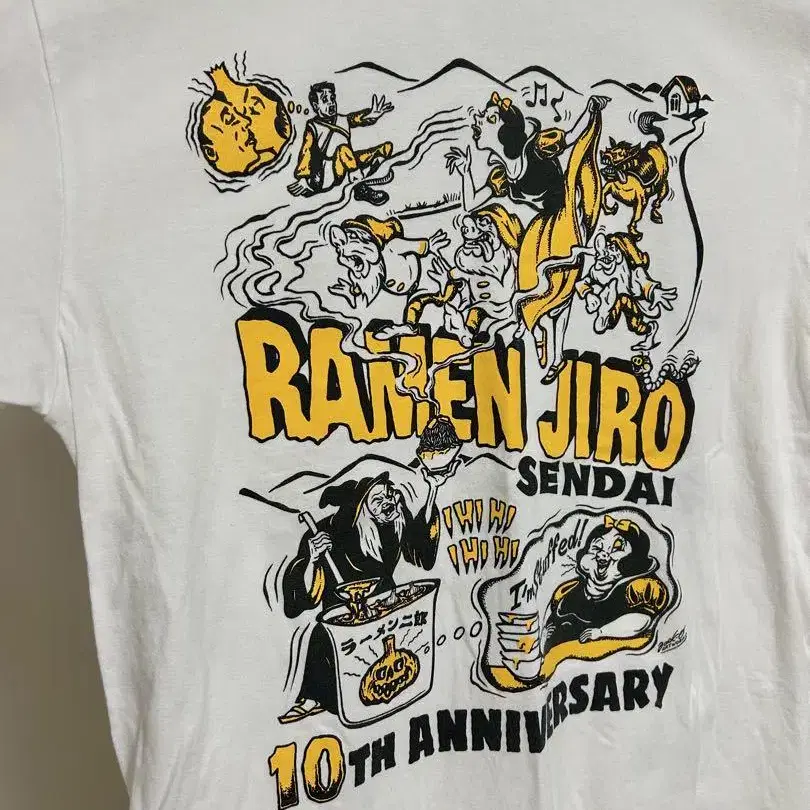 RAMEN JIRO
SENDAI
IHI HI
IHI HI
I'm Stuffed!
ラーメン二郎
10TH ANNIVERSARY